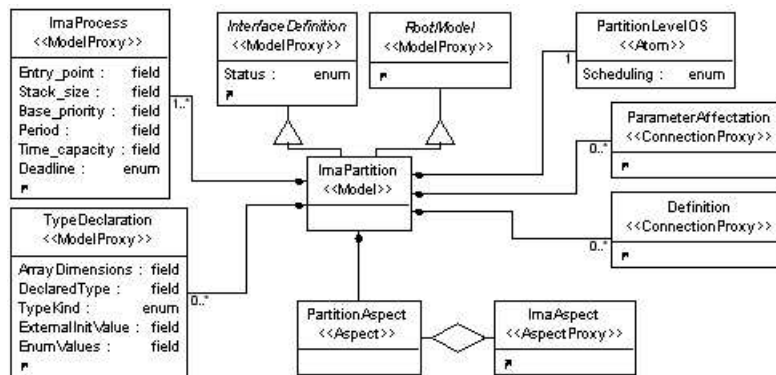 ImaProcess
<<ModelProxy>>
Entry_point : field
Stack_size : field
Base_priority : field
Period : field
Time_capacity : field
Deadline : enum
InterfaceDefinition
<<ModelProxy>>
Status : enum
RootModel
<<ModelProxy>>
PartitionLevelOS
<<Atom>>
Scheduling : enum
1
1..*
ParameterAffectation
<<ConnectionProxy>>
0..*
ImaPartition
<<Model>>
TypeDeclaration
<<ModelProxy>>
ArrayDimensions : field
DeclaredType : field
TypeKind : enum
ExternalInitValue : field
EnumValues : field
0..*
Definition
<<ConnectionProxy>>
0..*
PartitionAspect
<<Aspect>>
ImaAspect
<<AspectProxy>>